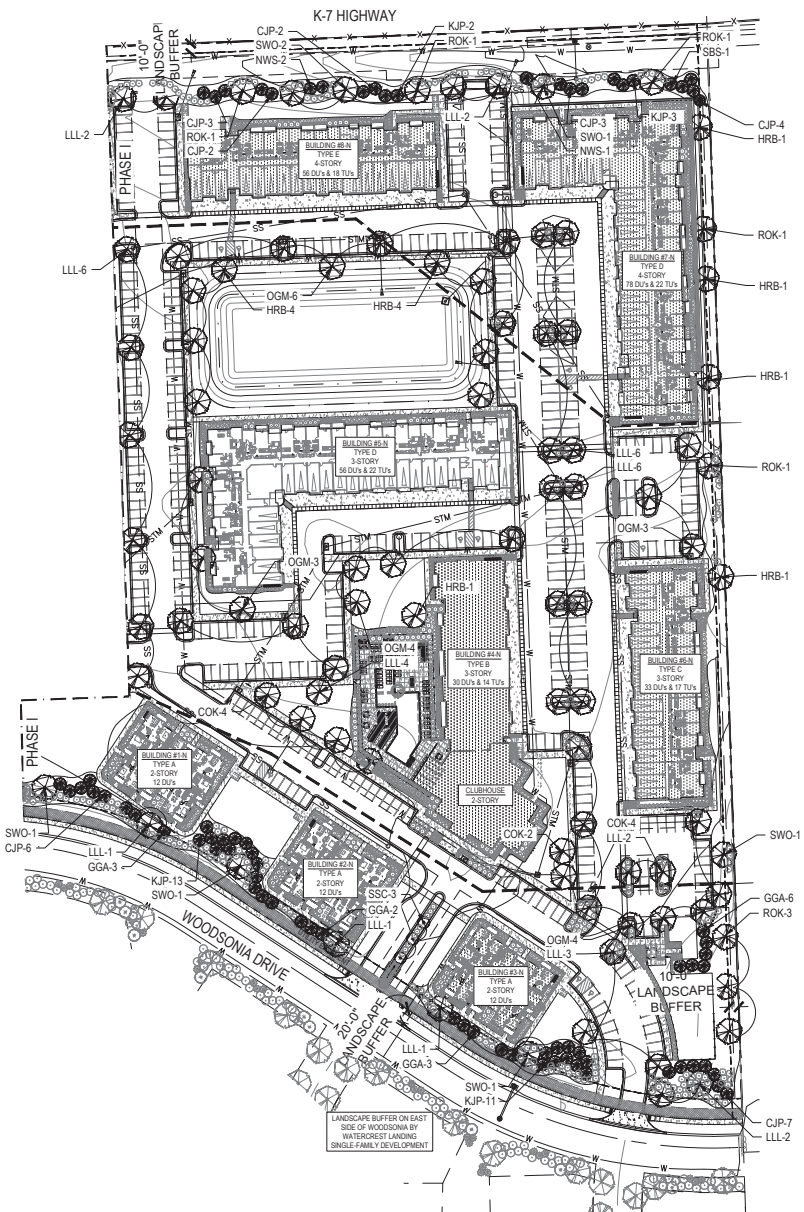 K-7 HIGHWAY
10'-0"
LANDSCAPE
BUFFER
CJP-2
SWO-2
NWS-2
KJP-2
ROK-1
ROK-1
SBS-1
LLL-2
CJP-3
ROK-1
CJP-2
LLL-2
CJP-3
SWO-1
NWS-1
KJP-3
CJP-4
HRB-1
PHASE I
BUILDING #8-N
TYPE E
4-STORY
56 DU's & 18 TU's
SS
SS
STM
ROK-1
LLL-6
OGM-6
HRB-4
HRB-4
BUILDING #7-N
TYPE D
4-STORY
78 DU's & 22 TU's
HRB-1
HRB-1
BUILDING #5-N
TYPE D
3-STORY
56 DU's & 22 TU's
STM
LLL-6
LLL-6
ROK-1
STM
STM
STM
OGM-3
OGM-3
HRB-1
HRB-1
OGM-4
LLL-4
BUILDING #4-N
TYPE B
3-STORY
30 DU's & 14 TU's
BUILDING #6-N
TYPE C
3-STORY
33 DU's & 17 TU's
STM
STM
COK-4
PHASE I
BUILDING #1-N
TYPE A
2-STORY
12 DU's
CLUBHOUSE
2-STORY
STM
COK-2
COK-4
LLL-2
SWO-1
SWO-1
CJP-6
LLL-1
GGA-3
KJP-13
SWO-1
BUILDING #2-N
TYPE A
2-STORY
12 DU's
SSC-3
GGA-2
LLL-1
GGA-6
ROK-3
WOODSONIA DRIVE
OGM-4
LLL-3
BUILDING #3-N
TYPE A
2-STORY
12 DU's
10'-0"
LANDSCAPE
BUFFER
20'-0"
LANDSCAPE
BUFFER
LLL-1
GGA-3
SWO-1
KJP-11
LANDSCAPE BUFFER ON EAST
SIDE OF WOODSONIA BY
WATERCREST LANDING
SINGLE-FAMILY DEVELOPMENT
CJP-7
LLL-2